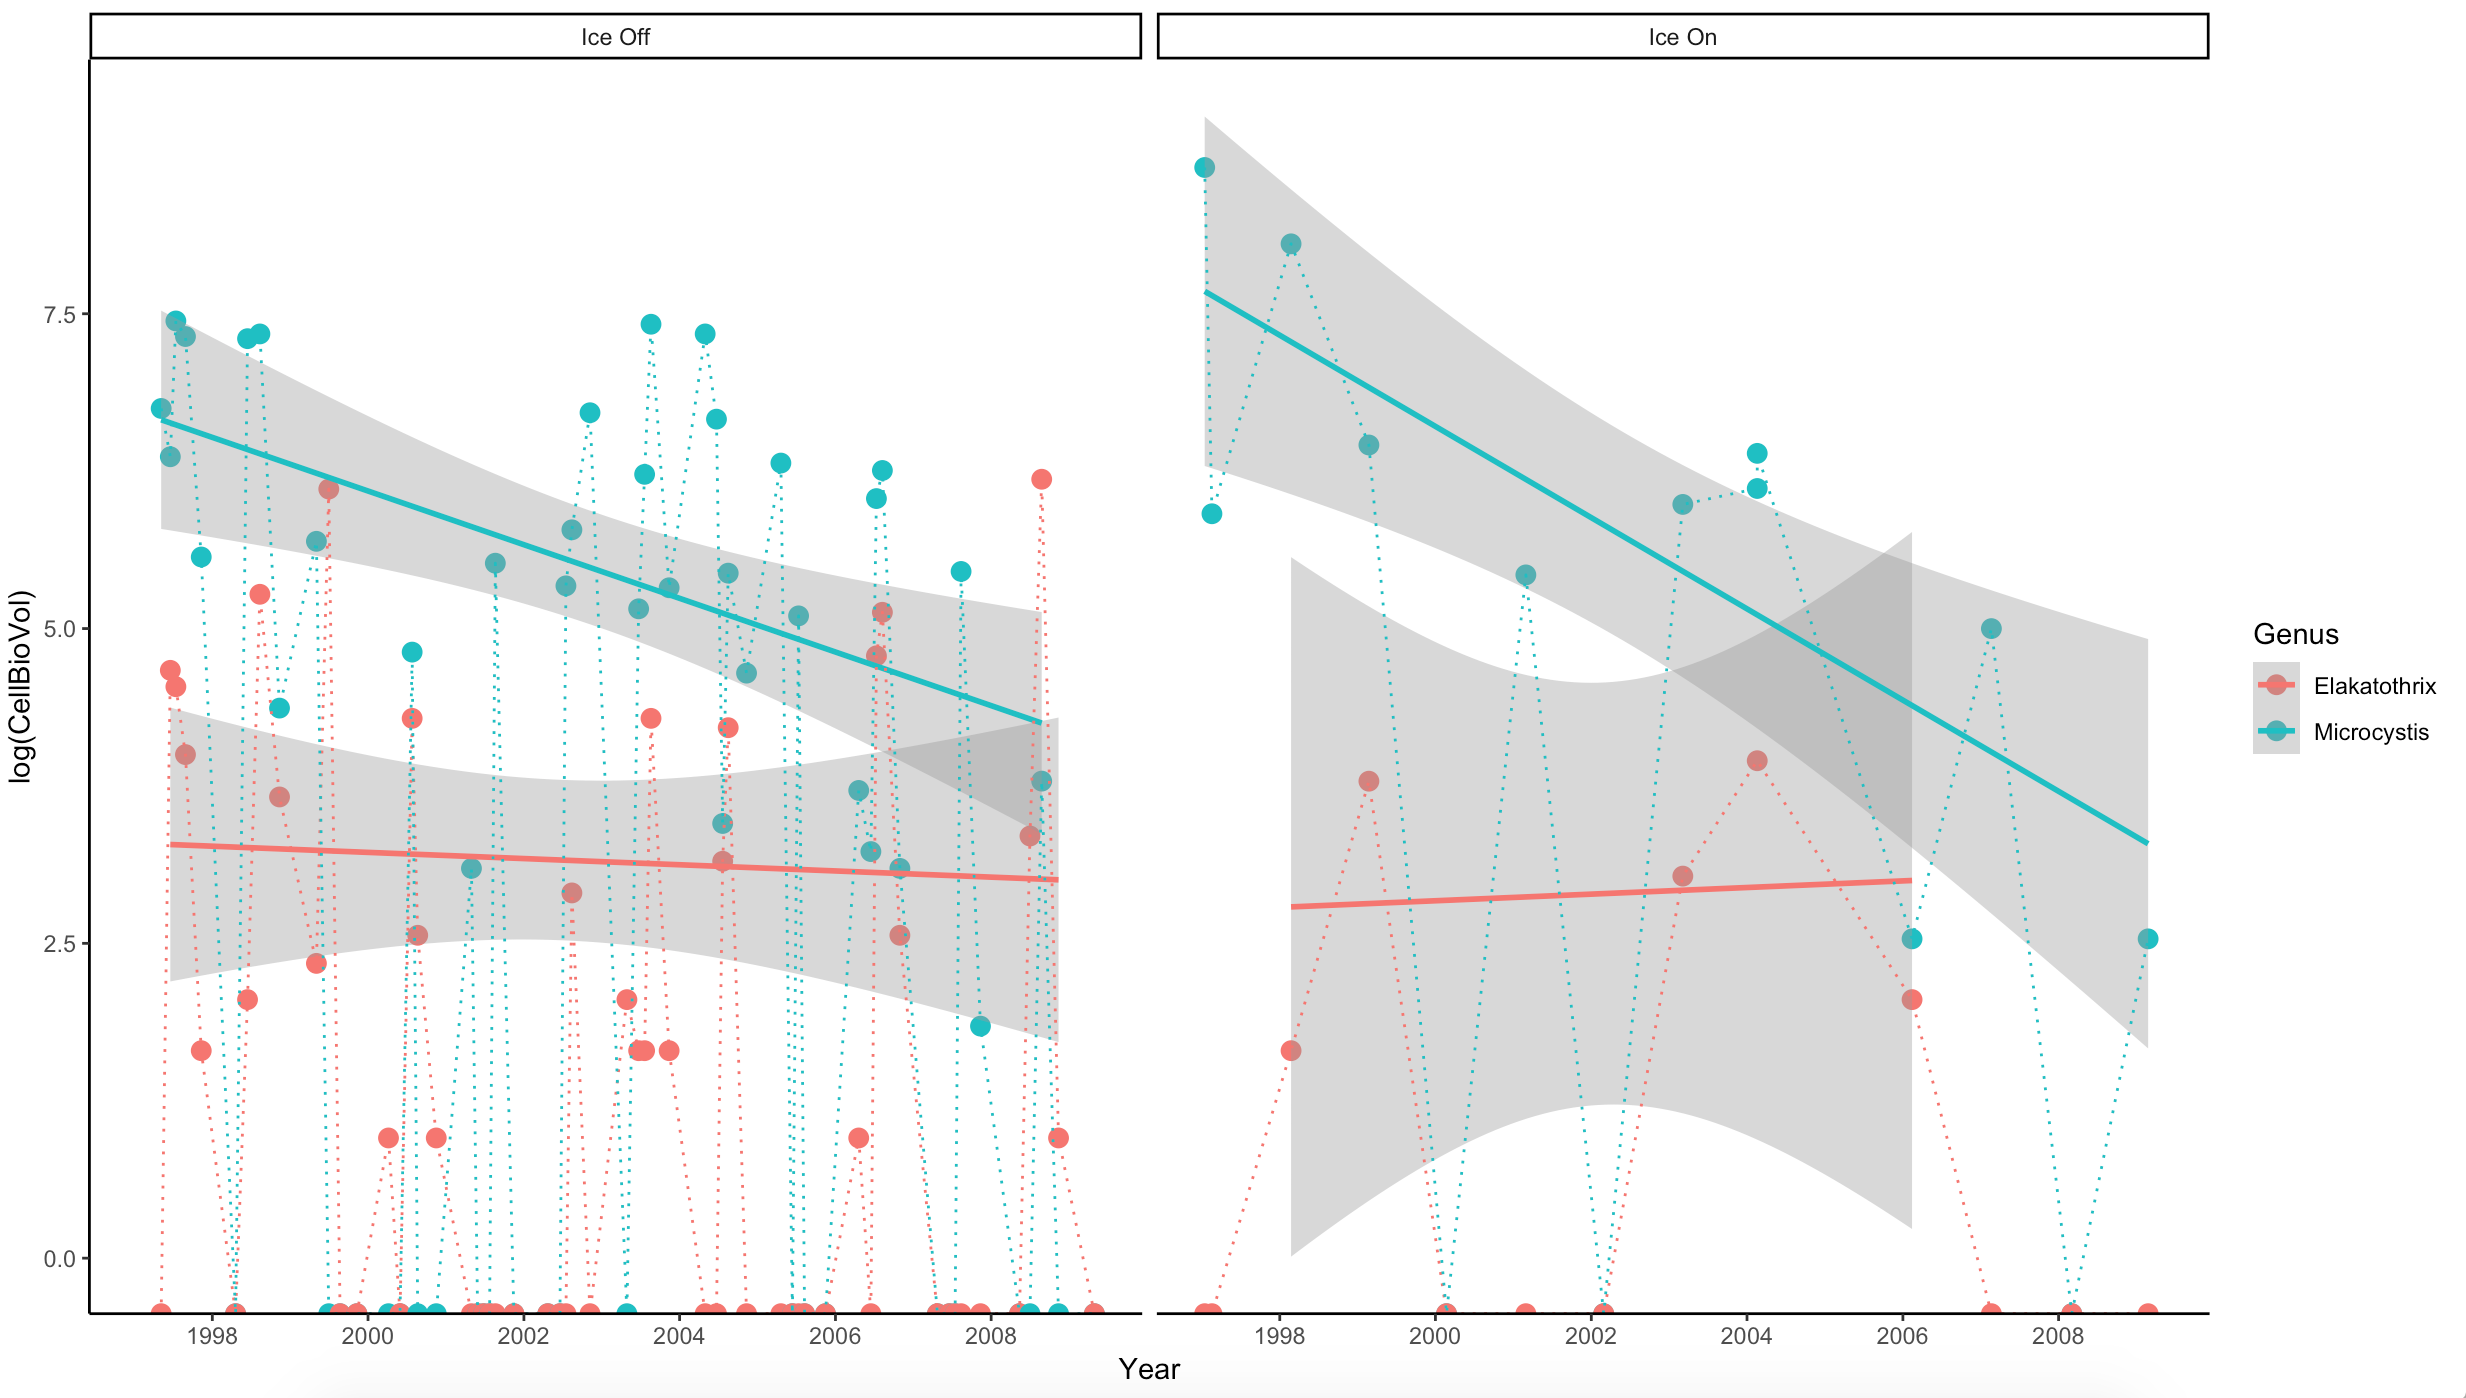 Ice Off
Ice On
log(CellBioVol)
7.5
5.0
2.5
0.0
1998 2000 2002 2004 2006 2008
1998 2000 2002 2004 2006 2008
Year
Genus
Elakatothrix
Microcystis